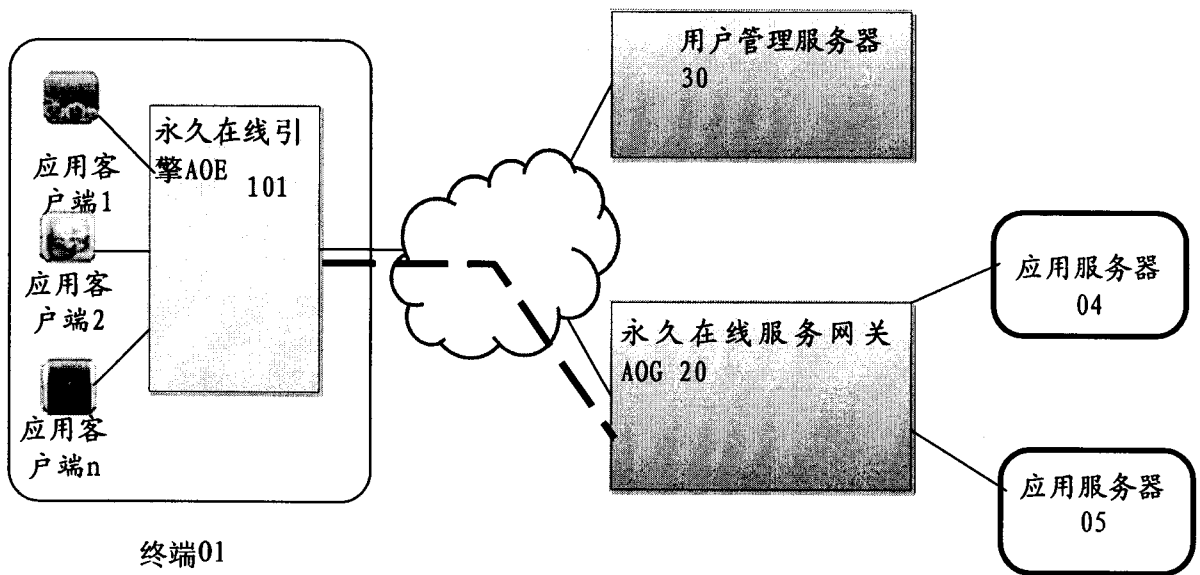 应用客
户端1
应用客
户端2
应用客
户端n
永久在线引
擎AOE
101
终端01
用户管理服务器
30
永久在线服务网关
AOG 20
应用服务器
04
应用服务器
05